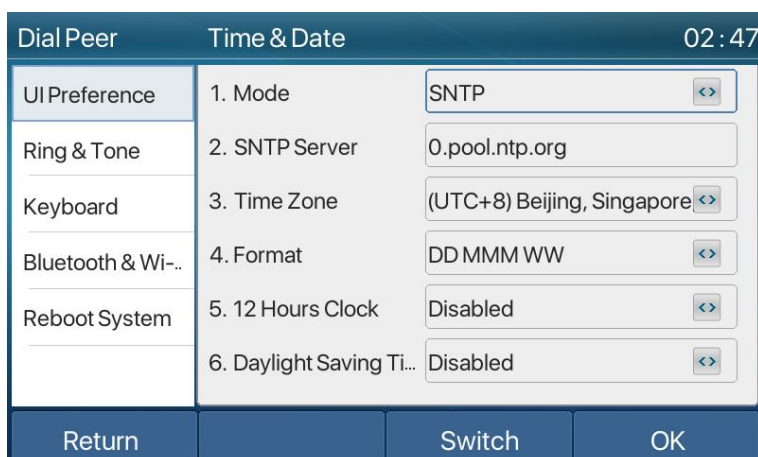 Dial Peer Time & Date 02:47
UI Preference
Ring & Tone
Keyboard
Bluetooth & Wi-..
Reboot System
1. Mode SNTP
2. SNTP Server 0.pool.ntp.org
3. Time Zone (UTC+8) Beijing, Singapore
4. Format DD MMM WW
5. 12 Hours Clock Disabled
6. Daylight Saving Ti... Disabled
Return Switch OK